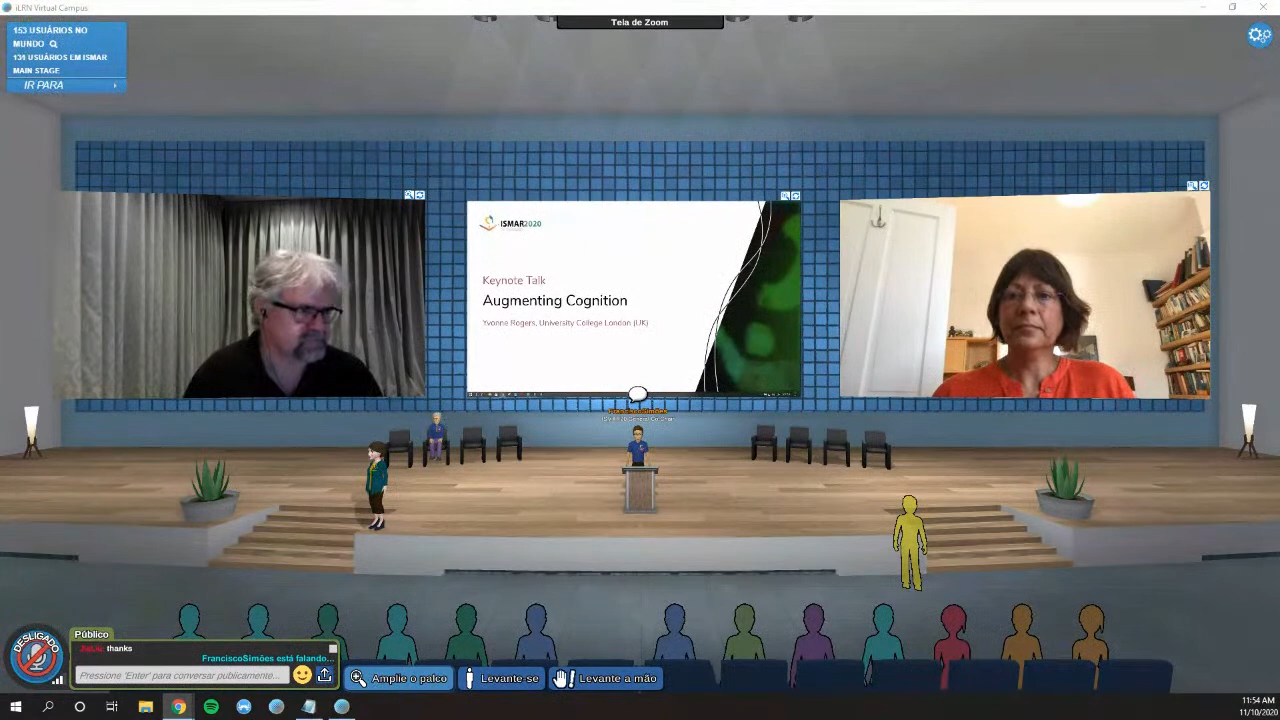 iLRN Virtual Campus
Tela de Zoom
153 USUÁRIOS NO
MUNDO
131 USUÁRIOS EM ISMAR
MAIN STAGE
IR PARA
ISMAR2020
Keynote Talk
Augmenting Cognition
Yvonne Rogers, University College London (UK)
FranciscoSimões
DESLIGADO
Público
thanks
FranciscoSimões está falando...
Pressione 'Enter' para conversar publicamente...
Amplie o palco
Levante-se
Levante a mão
11:54 AM
11/10/2020